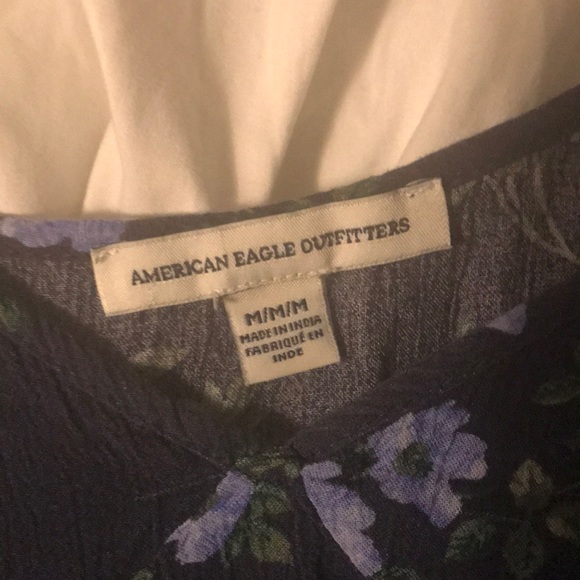 AMERICAN EAGLE OUTFITTERS
M/M/M
MADE IN INDIA
FABRIQUÉ EN
INDE